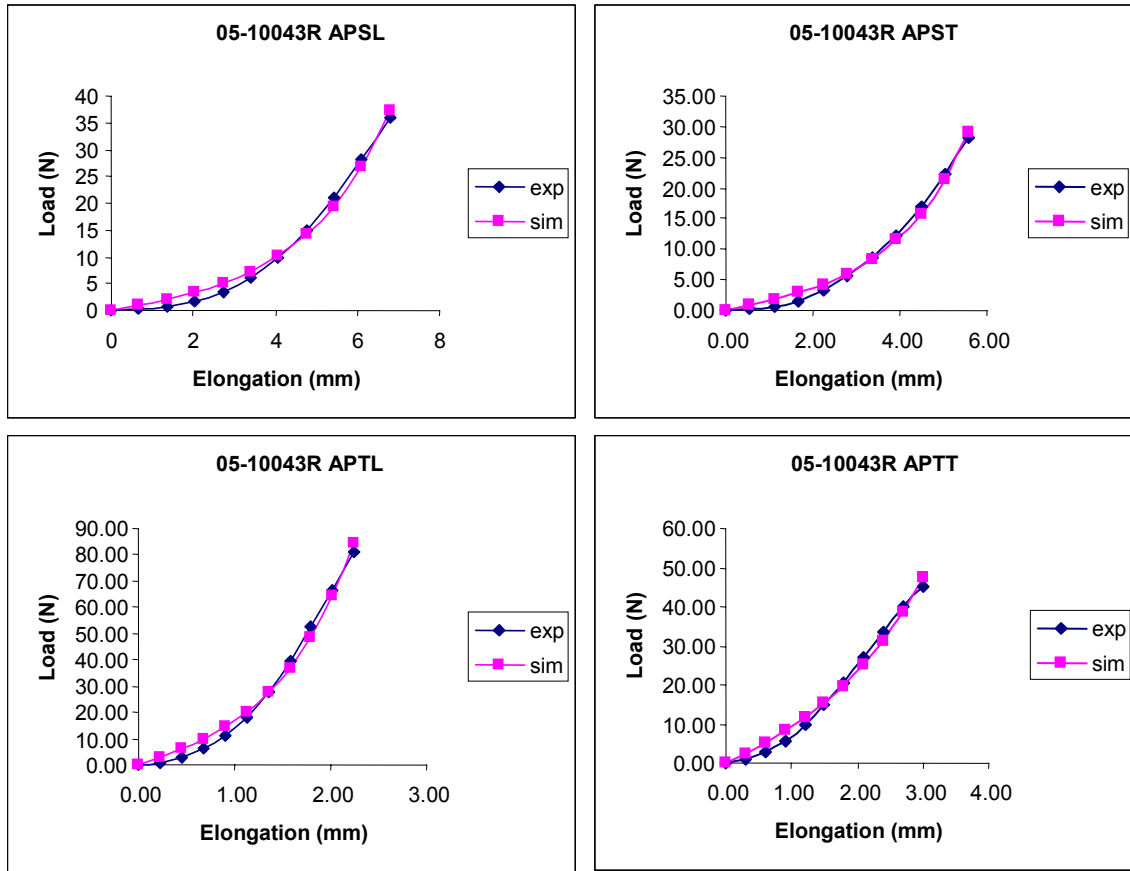 05-10043R APSL
40
35
30
25
20
15
10
5
0
Load (N)
0 2 4 6 8
Elongation (mm)
exp
sim
05-10043R APST
35.00
30.00
25.00
20.00
15.00
10.00
5.00
0.00
Load (N)
0.00 2.00 4.00 6.00
Elongation (mm)
exp
sim
05-10043R APTL
90.00
80.00
70.00
60.00
50.00
40.00
30.00
20.00
10.00
0.00
Load (N)
0.00 1.00 2.00 3.00
Elongation (mm)
exp
sim
05-10043R APTT
60.00
50.00
40.00
30.00
20.00
10.00
0.00
Load (N)
0.00 1.00 2.00 3.00 4.00
Elongation (mm)
exp
sim